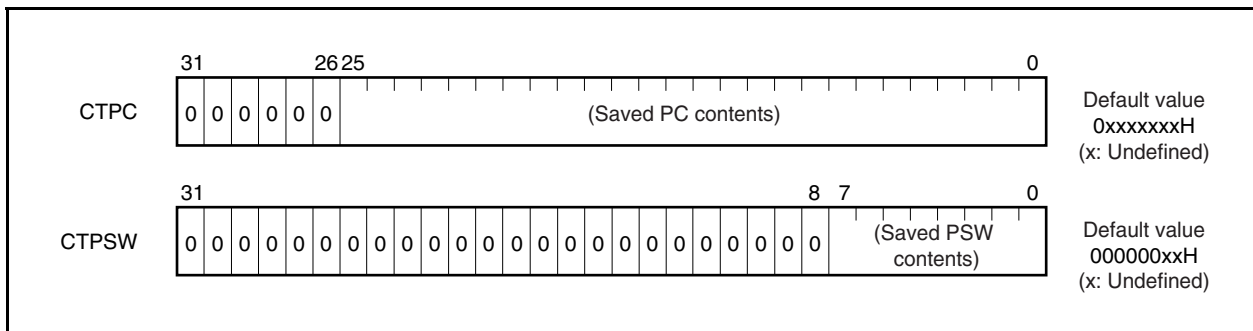 31 26 25 0
CTPC 0 0 0 0 0 0 (Saved PC contents) Default value
0xxxxxxxH
(x: Undefined)
31 8 7 0
CTPSW 0 0 0 0 0 0 0 0 0 0 0 0 0 0 0 0 0 0 0 0 0 0 0 0 (Saved PSW
contents) Default value
000000xxH
(x: Undefined)